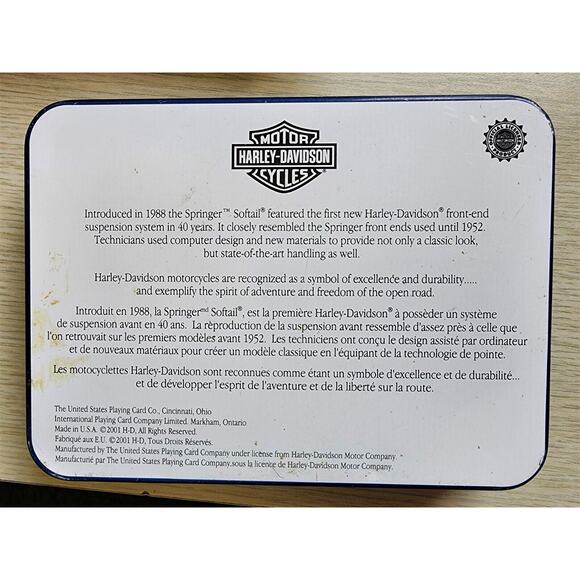 MOTOR
HARLEY-DAVIDSON
CYCLES®
OFFICIAL LICENSED
PRODUCT
Introduced in 1988 the Springer™ Softail® featured the first new Harley-Davidson® front-end
suspension system in 40 years. It closely resembled the Springer front ends used until 1952.
Technicians used computer design and new materials to provide not only a classic look,
but state-of-the-art handling as well.
Harley-Davidson motorcycles are recognized as a symbol of excellence and durability.....
and exemplify the spirit of adventure and freedom of the open road.
Introduit en 1988, la Springerᵐᵈ Softail®, est la première Harley-Davidson® à possèder un système
de suspension avant en 40 ans. La rèproduction de la suspension avant ressemble d'assez près à celle que
l'on retrouvait sur les premiers modèles avant 1952. Les techniciens ont conçu le design assisté par ordinateur
et de nouveaux matériaux pour créer un modèle classique en l'équipant de la technologie de pointe.
Les motocyclettes Harley-Davidson sont reconnues comme étant un symbole d'excellence et de durabilité...
et de développer l'esprit de l'aventure et de la liberté sur la route.
The United States Playing Card Co., Cincinnati, Ohio
International Playing Card Company Limited. Markham, Ontario
Made in U.S.A. ©2001 H-D, All Rights Reserved.
Fabriqué aux E.U. ©2001 H-D, Tous Droits Réservés.
Manufactured by The United States Playing Card Company under license from Harley-Davidson Motor Company.
Manufacturié par The United States Playing Card Company.sous la licence de Harley-Davidson Motor Company.